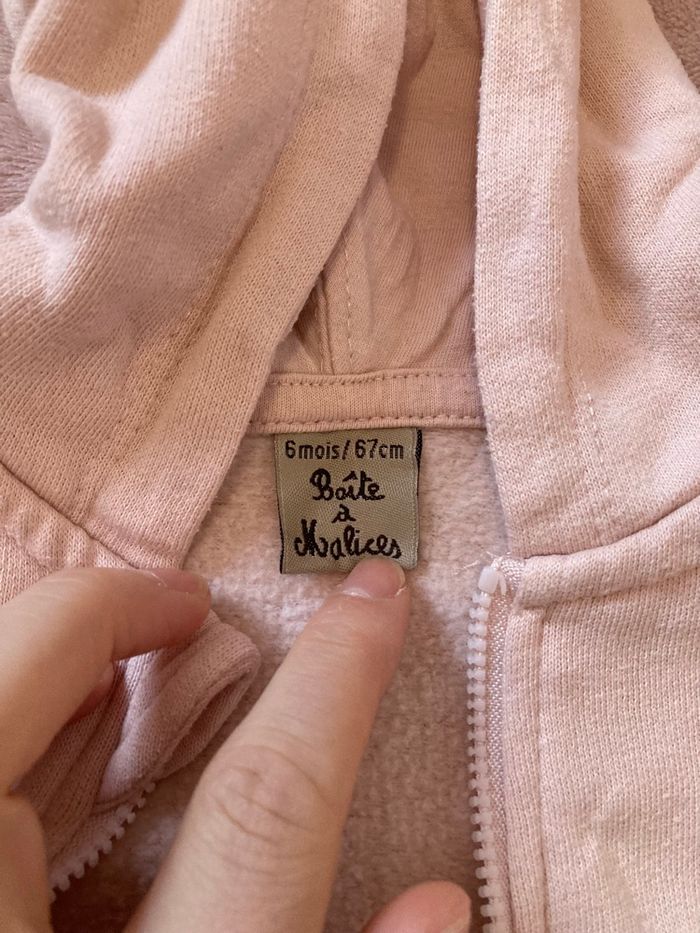 6mois/67cm
Boîte
à
Malices